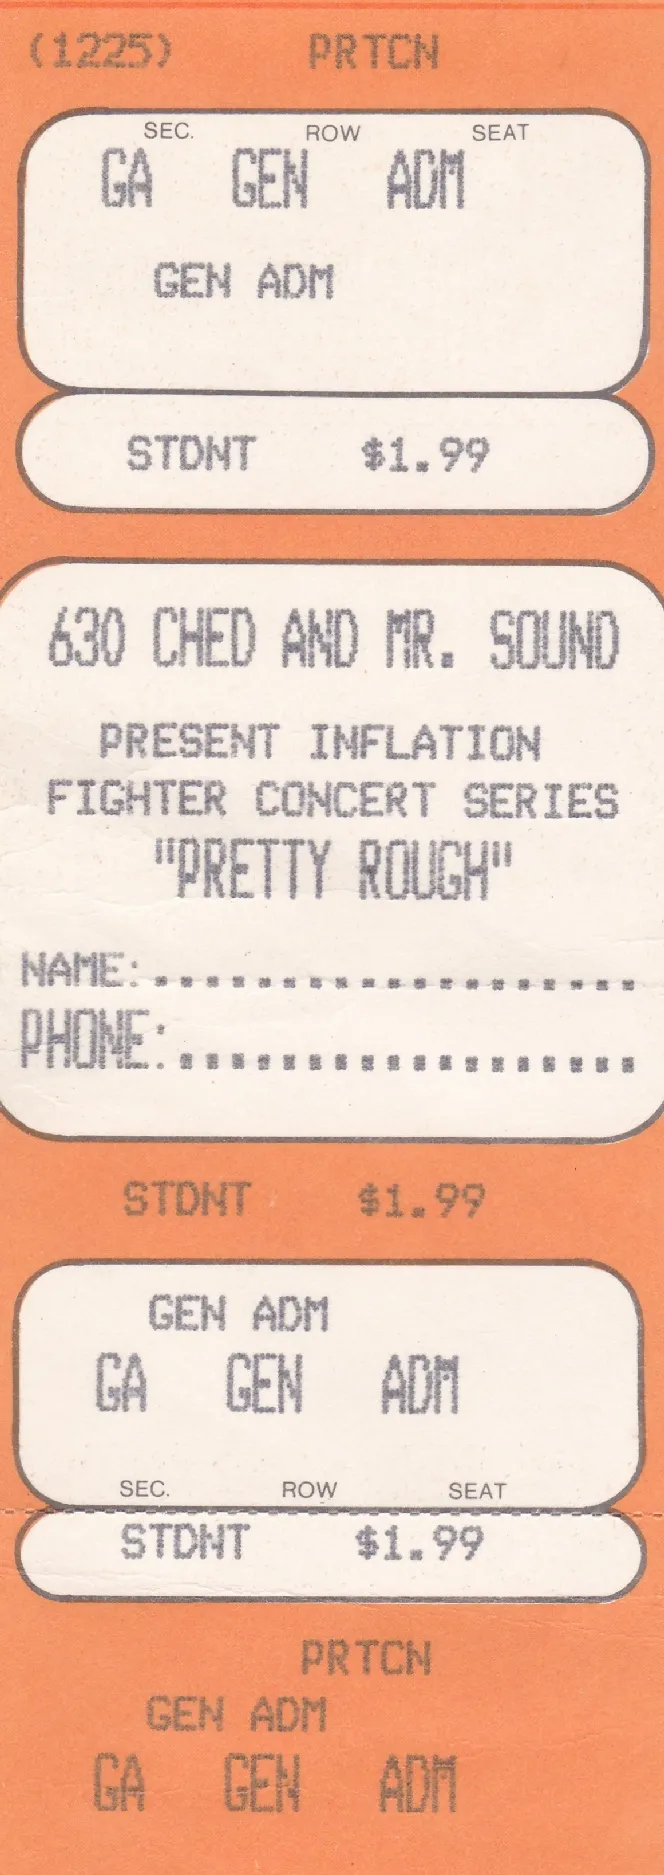 (1225) PRTCN
SEC. ROW SEAT
GA GEN ADM
GEN ADM
STDNT $1.99
630 CHED AND MR. SOUND
PRESENT INFLATION
FIGHTER CONCERT SERIES
"PRETTY ROUGH"
NAME:...................
PHONE:..................
STDNT $1.99
GEN ADM
GA GEN ADM
SEC. ROW SEAT
STDNT $1.99
PRTCN
GEN ADM
GA GEN ADM